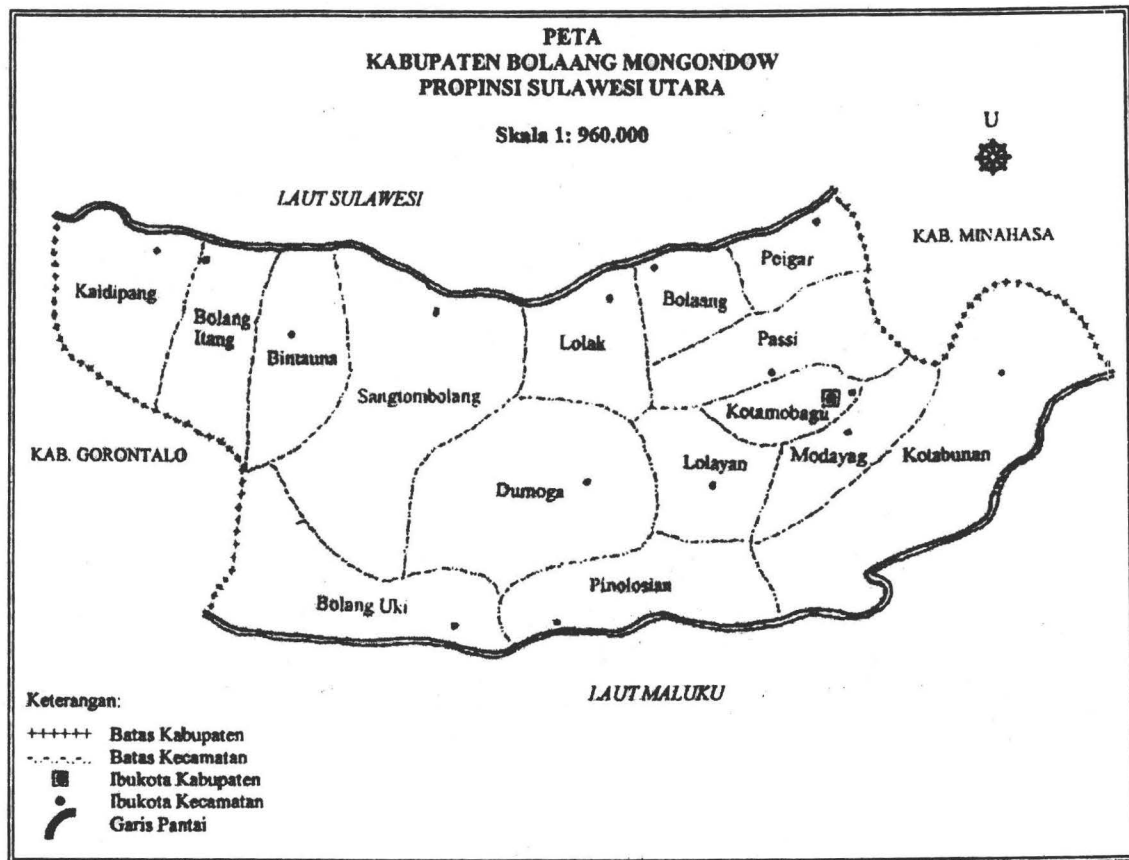 PETA
KABUPATEN BOLAANG MONGONDOW
PROPINSI SULAWESI UTARA
Skala 1: 960.000
U
LAUT SULAWESI
KAB. MINAHASA
Kaidipang
Bolang
Itang
Bintauna
Sangtombolang
Lolak
Bolaang
Poigar
Passi
Kotamobagu
KAB. GORONTALO
Dumoga
Lolayan
Modayag
Kotabunan
Bolang Uki
Pinolosian
LAUT MALUKU
Keterangan:
Batas Kabupaten
Batas Kecamatan
Ibukota Kabupaten
Ibukota Kecamatan
Garis Pantai